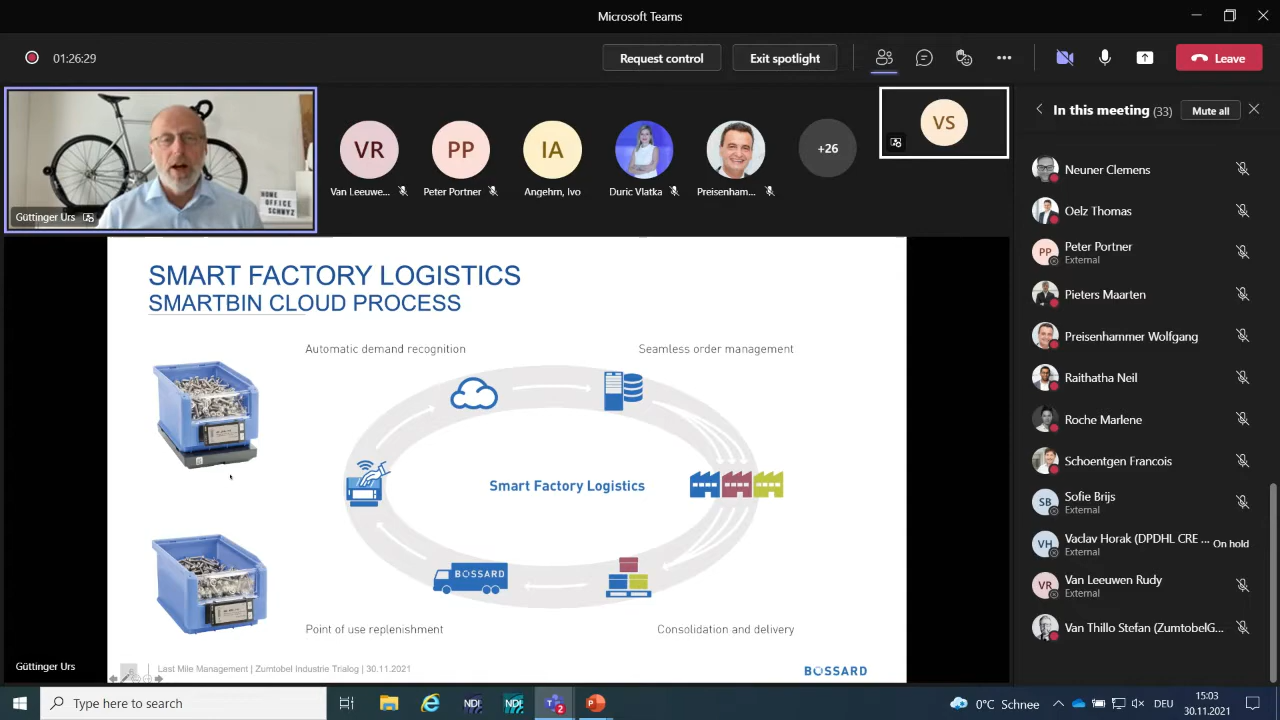 Microsoft Teams
01:26:29
Request control
Exit spotlight
Leave
Güttinger Urs
HOME
OFFICE
SCHWYZ
VR
PP
IA
+26
VS
Van Leeuwe...
Peter Portner
Angehrn, Ivo
Duric Vlatka
Preisenham...
In this meeting (33)
Mute all
Neuner Clemens
Oelz Thomas
PP
Peter Portner
External
Pieters Maarten
Preisenhammer Wolfgang
Raithatha Neil
Roche Marlene
Schoentgen Francois
SB
Sofie Brijs
External
VH
Vaclav Horak (DPDHL CRE ...
On hold
External
VR
Van Leeuwen Rudy
External
Van Thillo Stefan (ZumtobelG...
SMART FACTORY LOGISTICS
SMARTBIN CLOUD PROCESS
Automatic demand recognition
Seamless order management
Smart Factory Logistics
BOSSARD
Point of use replenishment
Consolidation and delivery
Güttinger Urs
Last Mile Management | Zumtobel Industrie Trialog | 30.11.2021
BOSSARD
Type here to search
2
0°C Schnee
DEU
15:03
30.11.2021